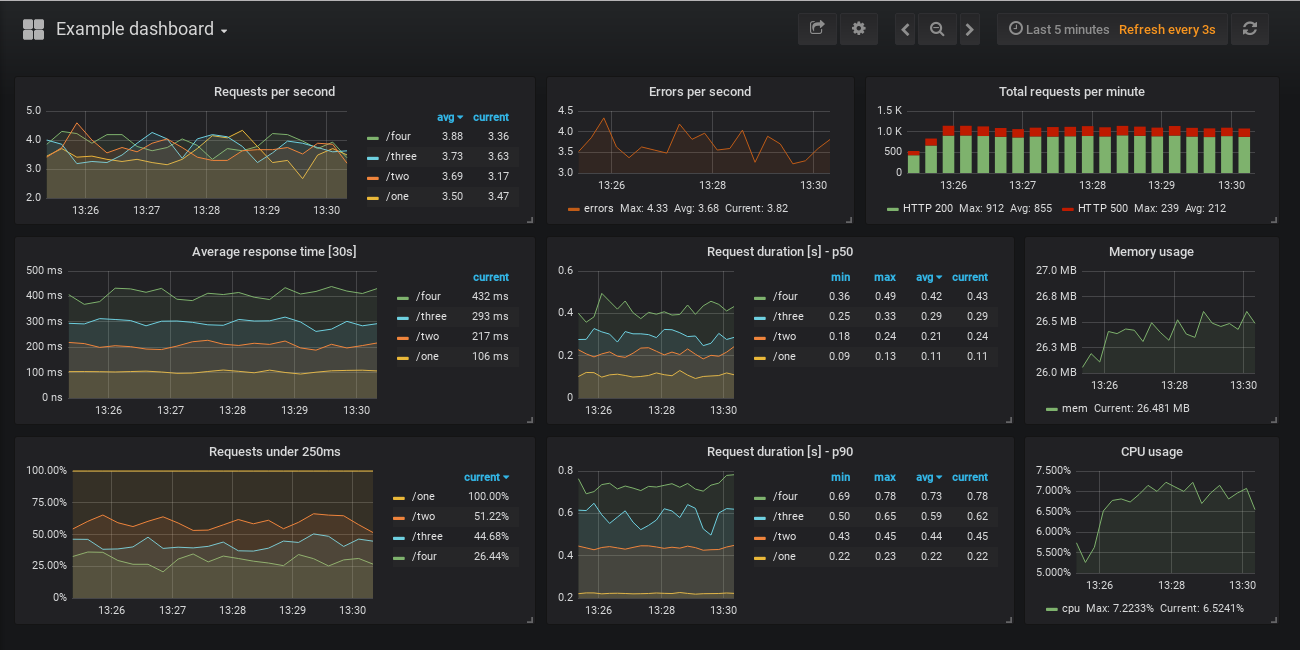 Example dashboard
Last 5 minutes Refresh every 3s
Requests per second
5.0
4.0
3.0
2.0
13:26 13:27 13:28 13:29 13:30
avg current
/four 3.88 3.36
/three 3.73 3.63
/two 3.69 3.17
/one 3.50 3.47
Errors per second
4.5
4.0
3.5
3.0
13:26 13:28 13:30
errors Max: 4.33 Avg: 3.68 Current: 3.82
Total requests per minute
1.5 K
1.0 K
500
0
13:26 13:27 13:28 13:29 13:30
HTTP 200 Max: 912 Avg: 855 HTTP 500 Max: 239 Avg: 212
Average response time [30s]
500 ms
400 ms
300 ms
200 ms
100 ms
0 ns
13:26 13:27 13:28 13:29 13:30
current
/four 432 ms
/three 293 ms
/two 217 ms
/one 106 ms
Request duration [s] - p50
0.6
0.4
0.2
0
13:26 13:28 13:30
min max avg current
/four 0.36 0.49 0.42 0.43
/three 0.25 0.33 0.29 0.29
/two 0.18 0.24 0.21 0.24
/one 0.09 0.13 0.11 0.11
Memory usage
27.0 MB
26.8 MB
26.5 MB
26.3 MB
26.0 MB
13:26 13:28 13:30
mem Current: 26.481 MB
Requests under 250ms
100.00%
75.00%
50.00%
25.00%
0%
13:26 13:27 13:28 13:29 13:30
current
/one 100.00%
/two 51.22%
/three 44.68%
/four 26.44%
Request duration [s] - p90
0.8
0.6
0.4
0.2
13:26 13:28 13:30
min max avg current
/four 0.69 0.78 0.73 0.78
/three 0.50 0.65 0.59 0.62
/two 0.43 0.45 0.44 0.45
/one 0.22 0.23 0.22 0.22
CPU usage
7.500%
7.000%
6.500%
6.000%
5.500%
5.000%
13:26 13:28 13:30
cpu Max: 7.2233% Current: 6.5241%